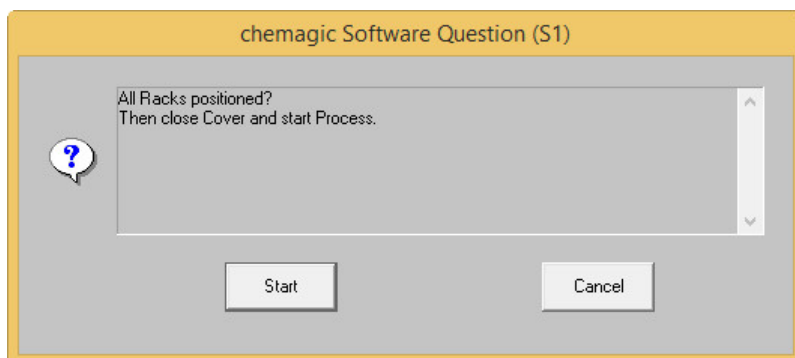 chemagic Software Question (S1)
All Racks positioned?
Then close Cover and start Process.
Start
Cancel